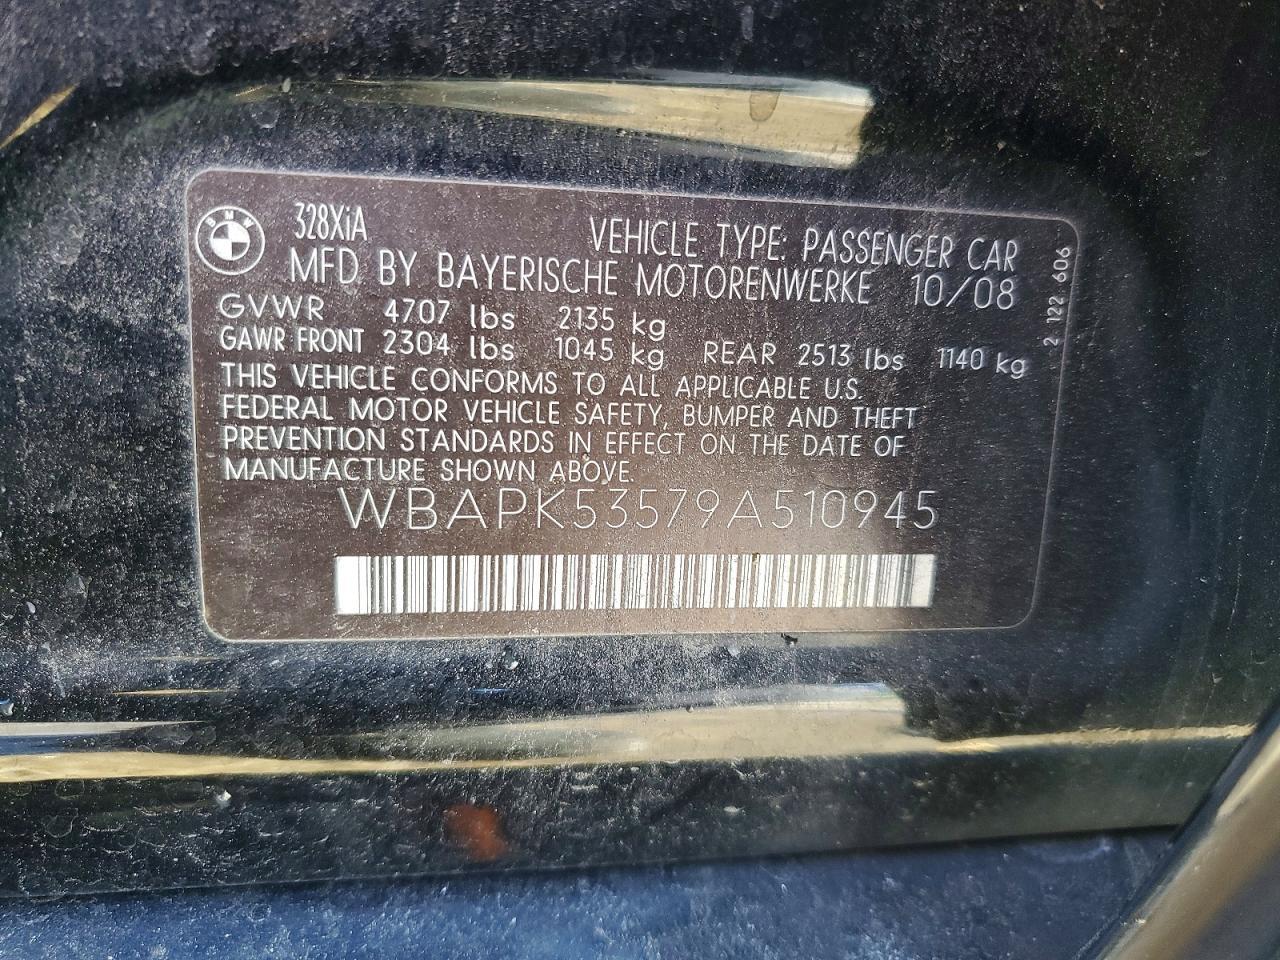 BMW
328XiA
VEHICLE TYPE: PASSENGER CAR
MFD BY BAYERISCHE MOTORENWERKE 10/08
GVWR 4707 lbs 2135 kg
GAWR FRONT 2304 lbs 1045 kg REAR 2513 lbs 1140 kg
THIS VEHICLE CONFORMS TO ALL APPLICABLE U.S.
FEDERAL MOTOR VEHICLE SAFETY, BUMPER AND THEFT
PREVENTION STANDARDS IN EFFECT ON THE DATE OF
MANUFACTURE SHOWN ABOVE.
WBAPK53579A510945
2 122 606